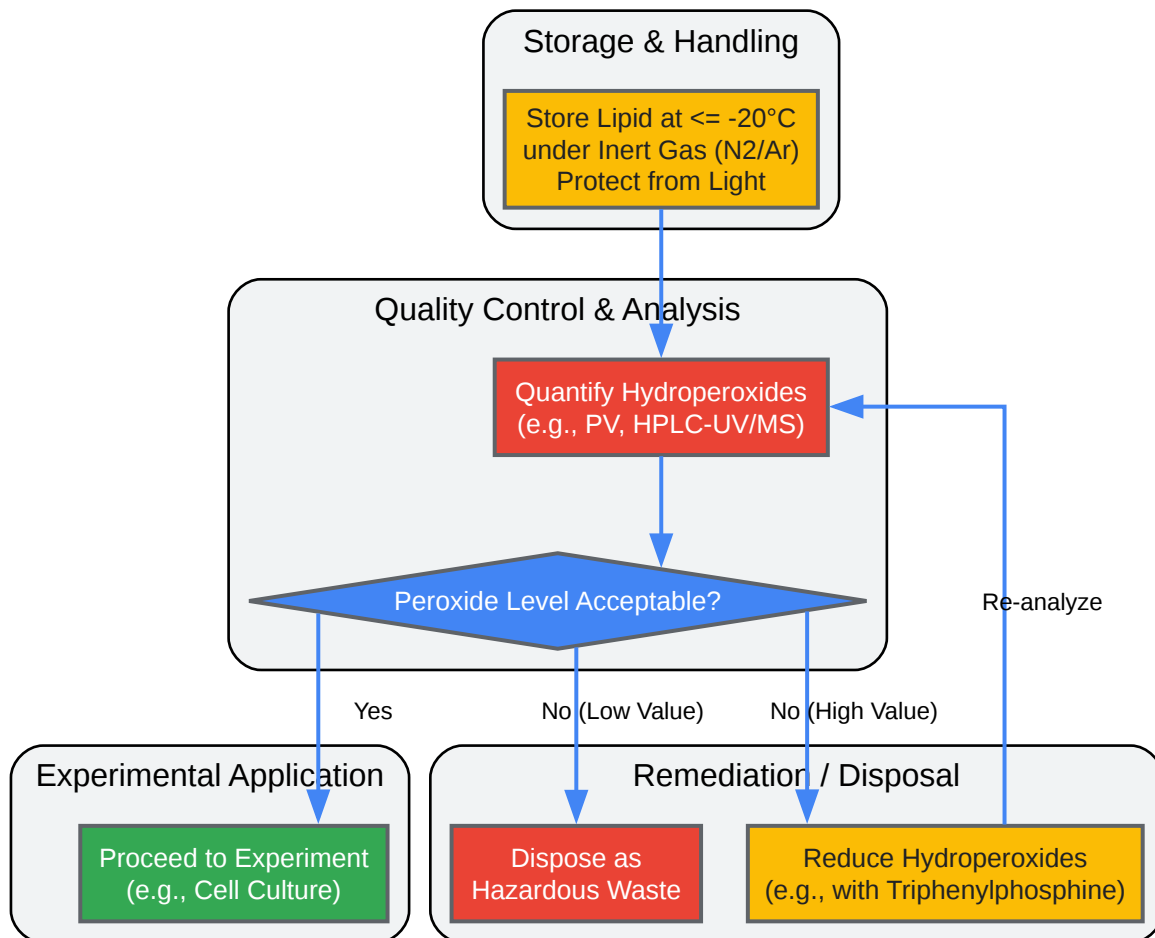 Storage & Handling
Store Lipid at <= -20°C
under Inert Gas (N2/Ar)
Protect from Light
Quality Control & Analysis
Quantify Hydroperoxides
(e.g., PV, HPLC-UV/MS)
Peroxide Level Acceptable?
Re-analyze
Yes
No (Low Value)
No (High Value)
Experimental Application
Proceed to Experiment
(e.g., Cell Culture)
Remediation / Disposal
Dispose as
Hazardous Waste
Reduce Hydroperoxides
(e.g., with Triphenylphosphine)